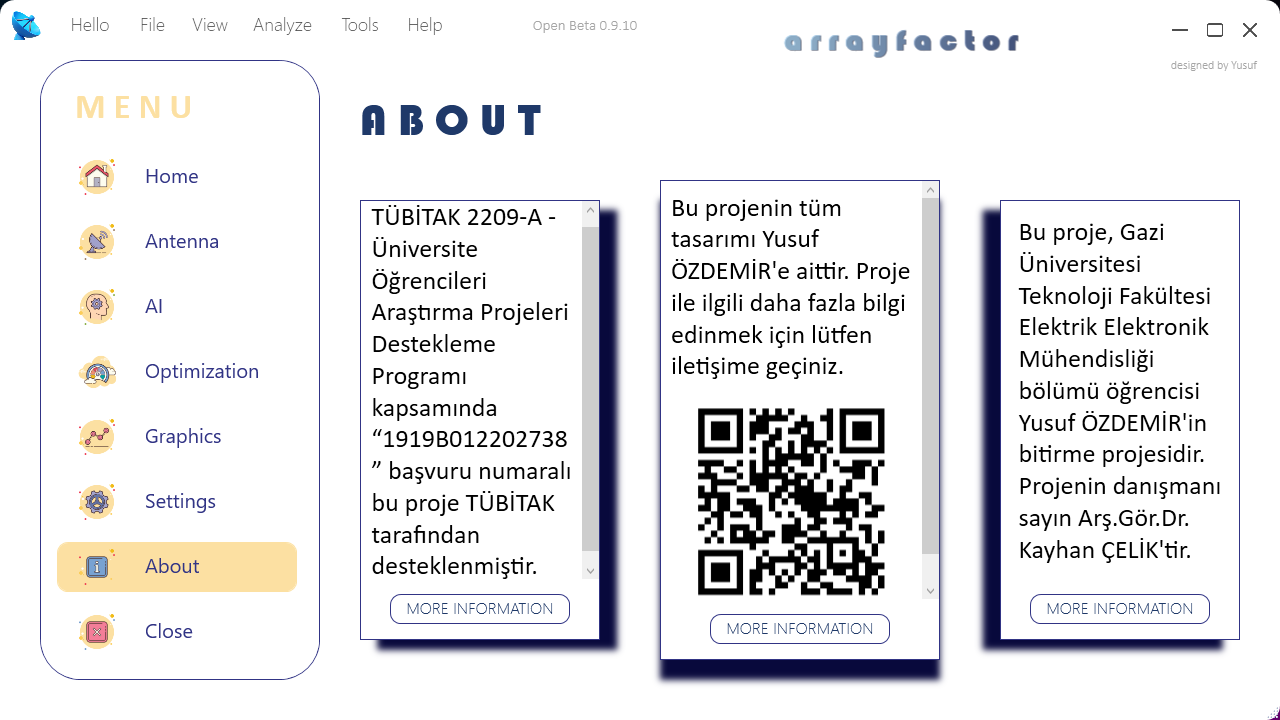 Hello File View Analyze Tools Help
Open Beta 0.9.10
arrayfactor
designed by Yusuf
MENU
Home
Antenna
AI
Optimization
Graphics
Settings
About
Close
ABOUT
TÜBİTAK 2209-A -
Üniversite
Öğrencileri
Araştırma Projeleri
Destekleme
Programı
kapsamında
“1919B012202738
” başvuru numaralı
bu proje TÜBİTAK
tarafından
desteklenmiştir.
MORE INFORMATION
Bu projenin tüm
tasarımı Yusuf
ÖZDEMİR'e aittir. Proje
ile ilgili daha fazla bilgi
edinmek için lütfen
iletişime geçiniz.
MORE INFORMATION
Bu proje, Gazi
Üniversitesi
Teknoloji Fakültesi
Elektrik Elektronik
Mühendisliği
bölümü öğrencisi
Yusuf ÖZDEMİR'in
bitirme projesidir.
Projenin danışmanı
sayın Arş.Gör.Dr.
Kayhan ÇELİK'tir.
MORE INFORMATION